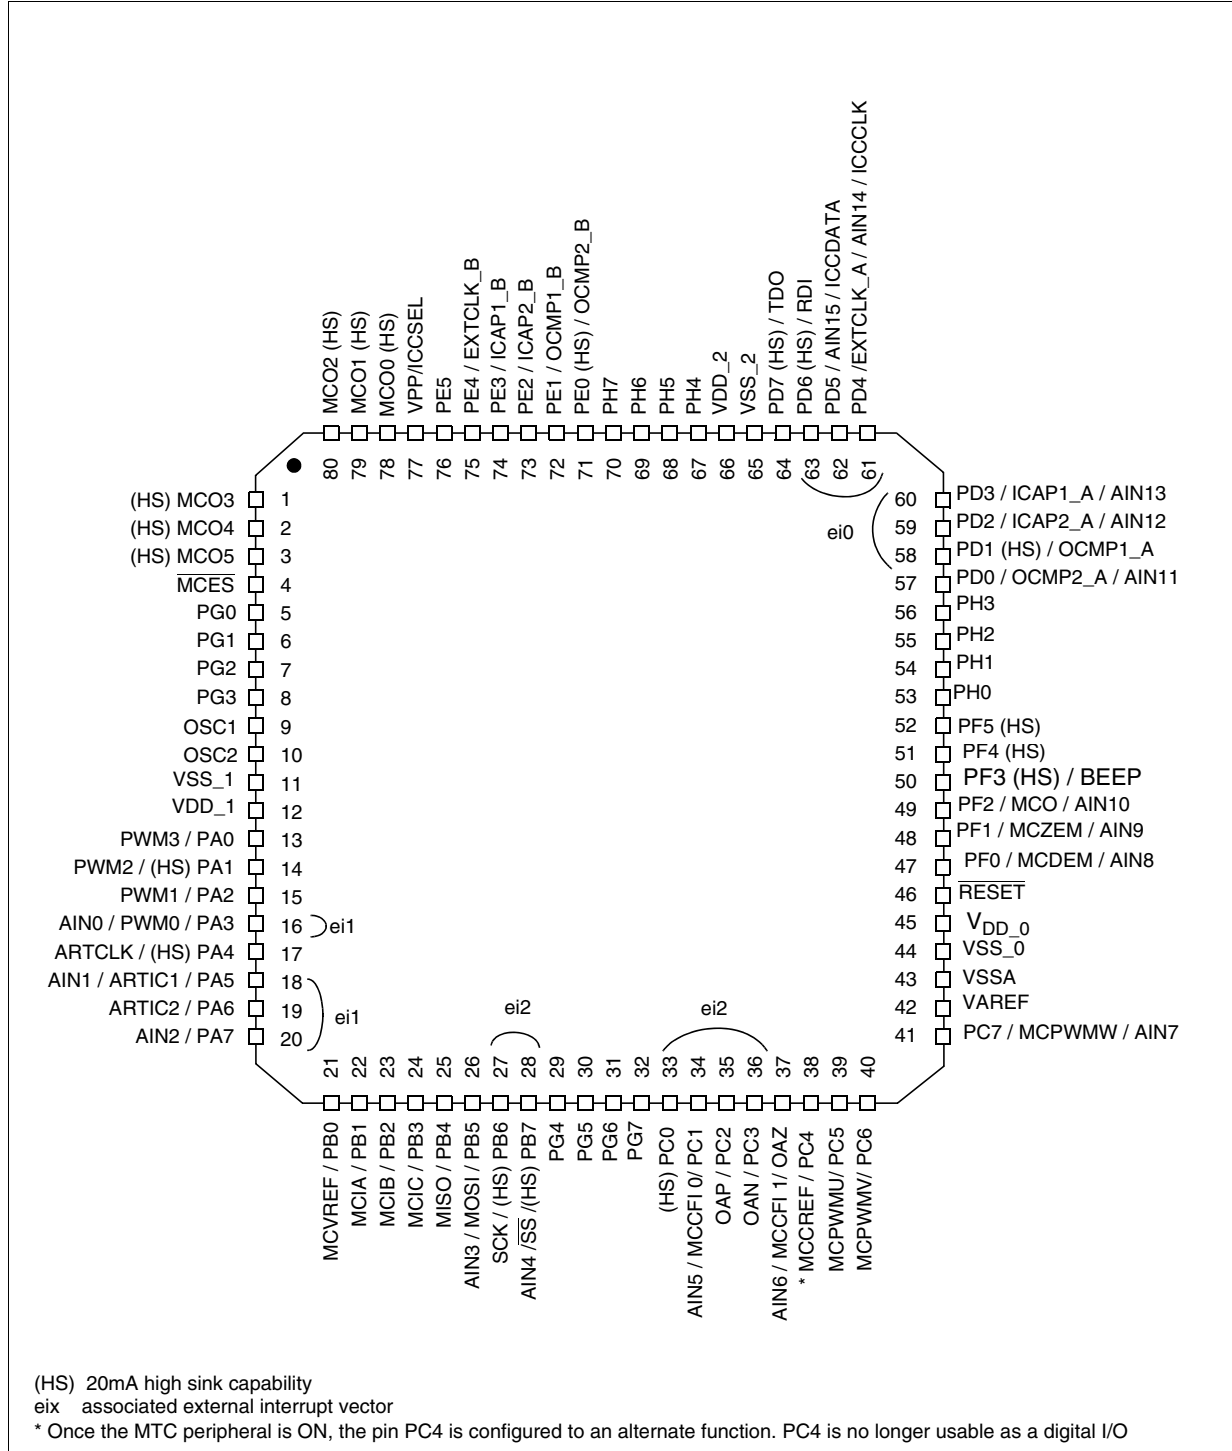 MCO2 (HS)
MCO1 (HS)
MCO0 (HS)
VPP/ICCSEL
PE5
PE4 / EXTCLK_B
PE3 / ICAP1_B
PE2 / ICAP2_B
PE1 / OCMP1_B
PE0 (HS) / OCMP2_B
PH7
PH6
PH5
PH4
VDD_2
VSS_2
PD7 (HS) / TDO
PD6 (HS) / RDI
PD5 / AIN15 / ICCDATA
PD4 /EXTCLK_A / AIN14 / ICCCLK
80
79
78
77
76
75
74
73
72
71
70
69
68
67
66
65
64
63
62
61
(HS) MCO3 1
(HS) MCO4 2
(HS) MCO5 3
MCES 4
PG0 5
PG1 6
PG2 7
PG3 8
OSC1 9
OSC2 10
VSS_1 11
VDD_1 12
PWM3 / PA0 13
PWM2 / (HS) PA1 14
PWM1 / PA2 15
AIN0 / PWM0 / PA3 16
ei1
ARTCLK / (HS) PA4 17
AIN1 / ARTIC1 / PA5 18
ARTIC2 / PA6 19
ei1
AIN2 / PA7 20
60 PD3 / ICAP1_A / AIN13
59 PD2 / ICAP2_A / AIN12
ei0
58 PD1 (HS) / OCMP1_A
57 PD0 / OCMP2_A / AIN11
56 PH3
55 PH2
54 PH1
53 PH0
52 PF5 (HS)
51 PF4 (HS)
50 PF3 (HS) / BEEP
49 PF2 / MCO / AIN10
48 PF1 / MCZEM / AIN9
47 PF0 / MCDEM / AIN8
46 RESET
45 VDD_0
44 VSS_0
43 VSSA
42 VAREF
41 PC7 / MCPWMW / AIN7
ei2
ei2
21
22
23
24
25
26
27
28
29
30
31
32
33
34
35
36
37
38
39
40
MCVREF / PB0
MCIA / PB1
MCIB / PB2
MCIC / PB3
MISO / PB4
AIN3 / MOSI / PB5
SCK / (HS) PB6
AIN4 /SS /(HS) PB7
PG4
PG5
PG6
PG7
(HS) PC0
AIN5 / MCCFI 0/ PC1
OAP / PC2
OAN / PC3
AIN6 / MCCFI 1/ OAZ
* MCCREF / PC4
MCPWMU/ PC5
MCPWMV/ PC6
(HS) 20mA high sink capability
eix associated external interrupt vector
* Once the MTC peripheral is ON, the pin PC4 is configured to an alternate function. PC4 is no longer usable as a digital I/O